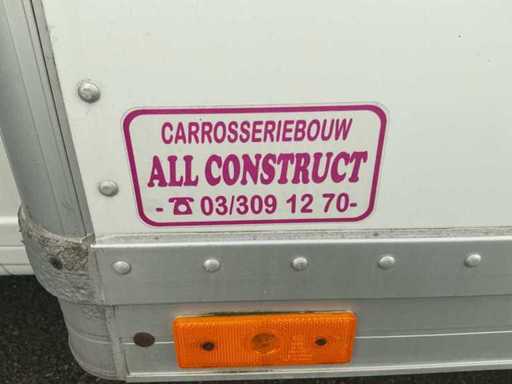 CARROSSERIEBOUW
ALL CONSTRUCT
- ☎ 03/309 12 70-